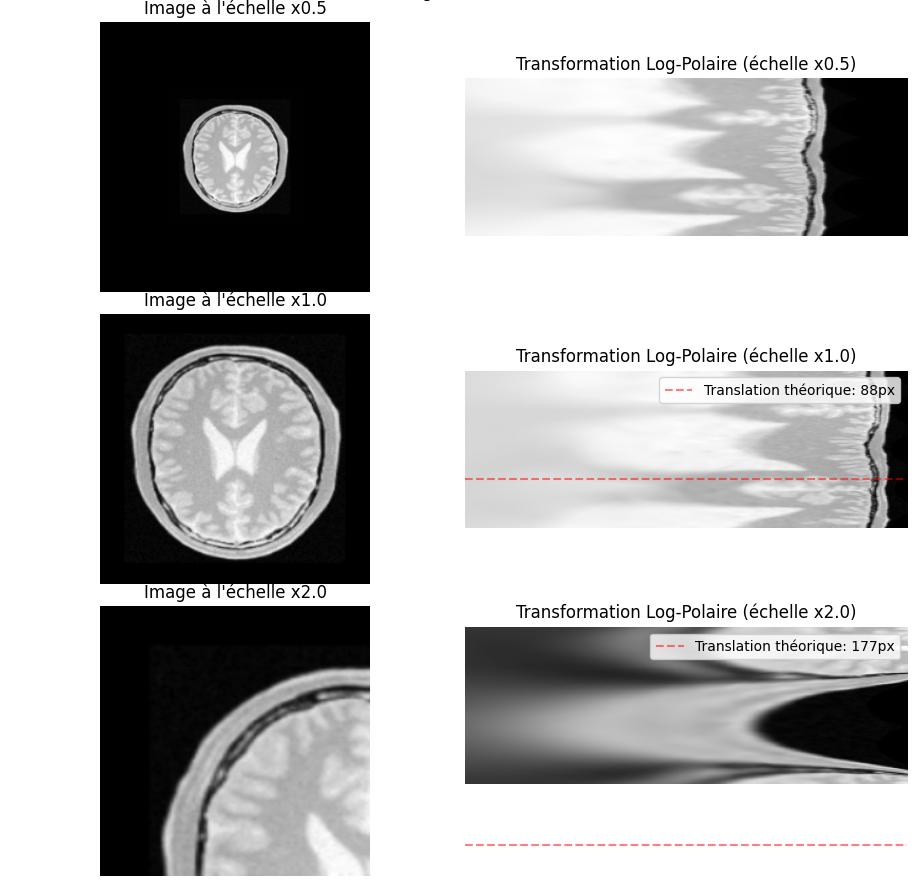 Image à l'échelle x0.5
Transformation Log-Polaire (échelle x0.5)
Image à l'échelle x1.0
Transformation Log-Polaire (échelle x1.0)
Translation théorique: 88px
Image à l'échelle x2.0
Transformation Log-Polaire (échelle x2.0)
Translation théorique: 177px